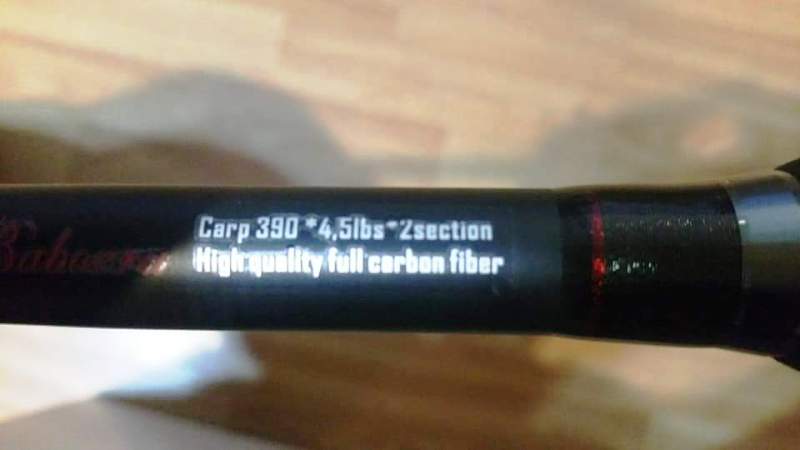 Carp 390 *4,5lbs*2section
High quality full carbon fiber